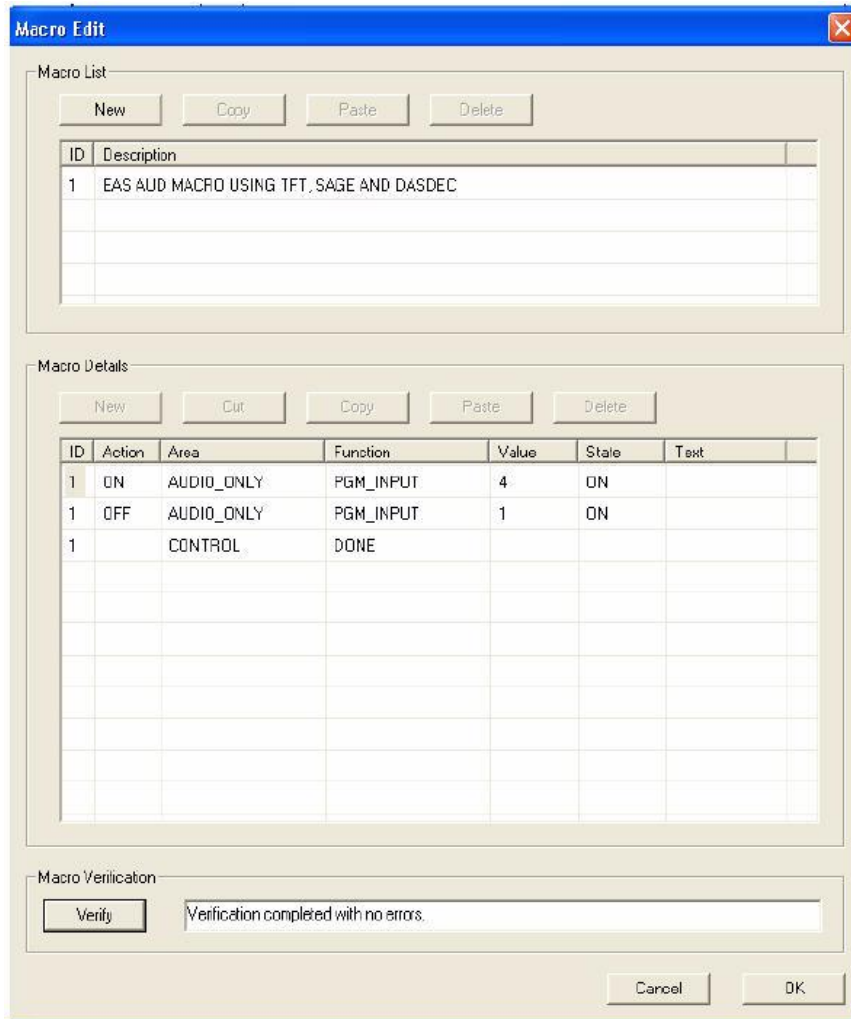 Macro Edit
Macro List
New Copy Paste Delete
ID Description
1 EAS AUD MACRO USING TFT, SAGE AND DASDEC
Macro Details
New Cut Copy Paste Delete
ID Action Area Function Value State Text
1 ON AUDIO_ONLY PGM_INPUT 4 ON
1 OFF AUDIO_ONLY PGM_INPUT 1 ON
1 CONTROL DONE
Macro Verification
Verify Verification completed with no errors.
Cancel OK